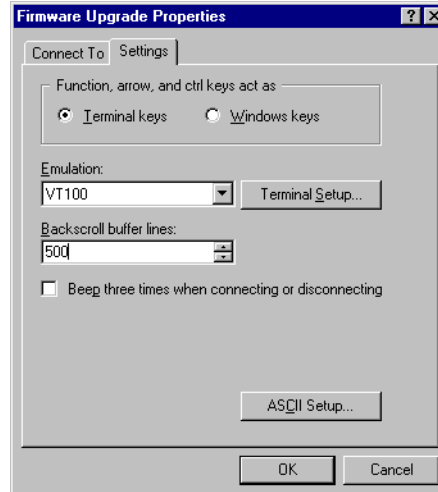 Firmware Upgrade Properties
Connect To Settings
Function, arrow, and ctrl keys act as
Terminal keys Windows keys
Emulation:
VT100 Terminal Setup...
Backscroll buffer lines:
500
Beep three times when connecting or disconnecting
ASCII Setup...
OK Cancel